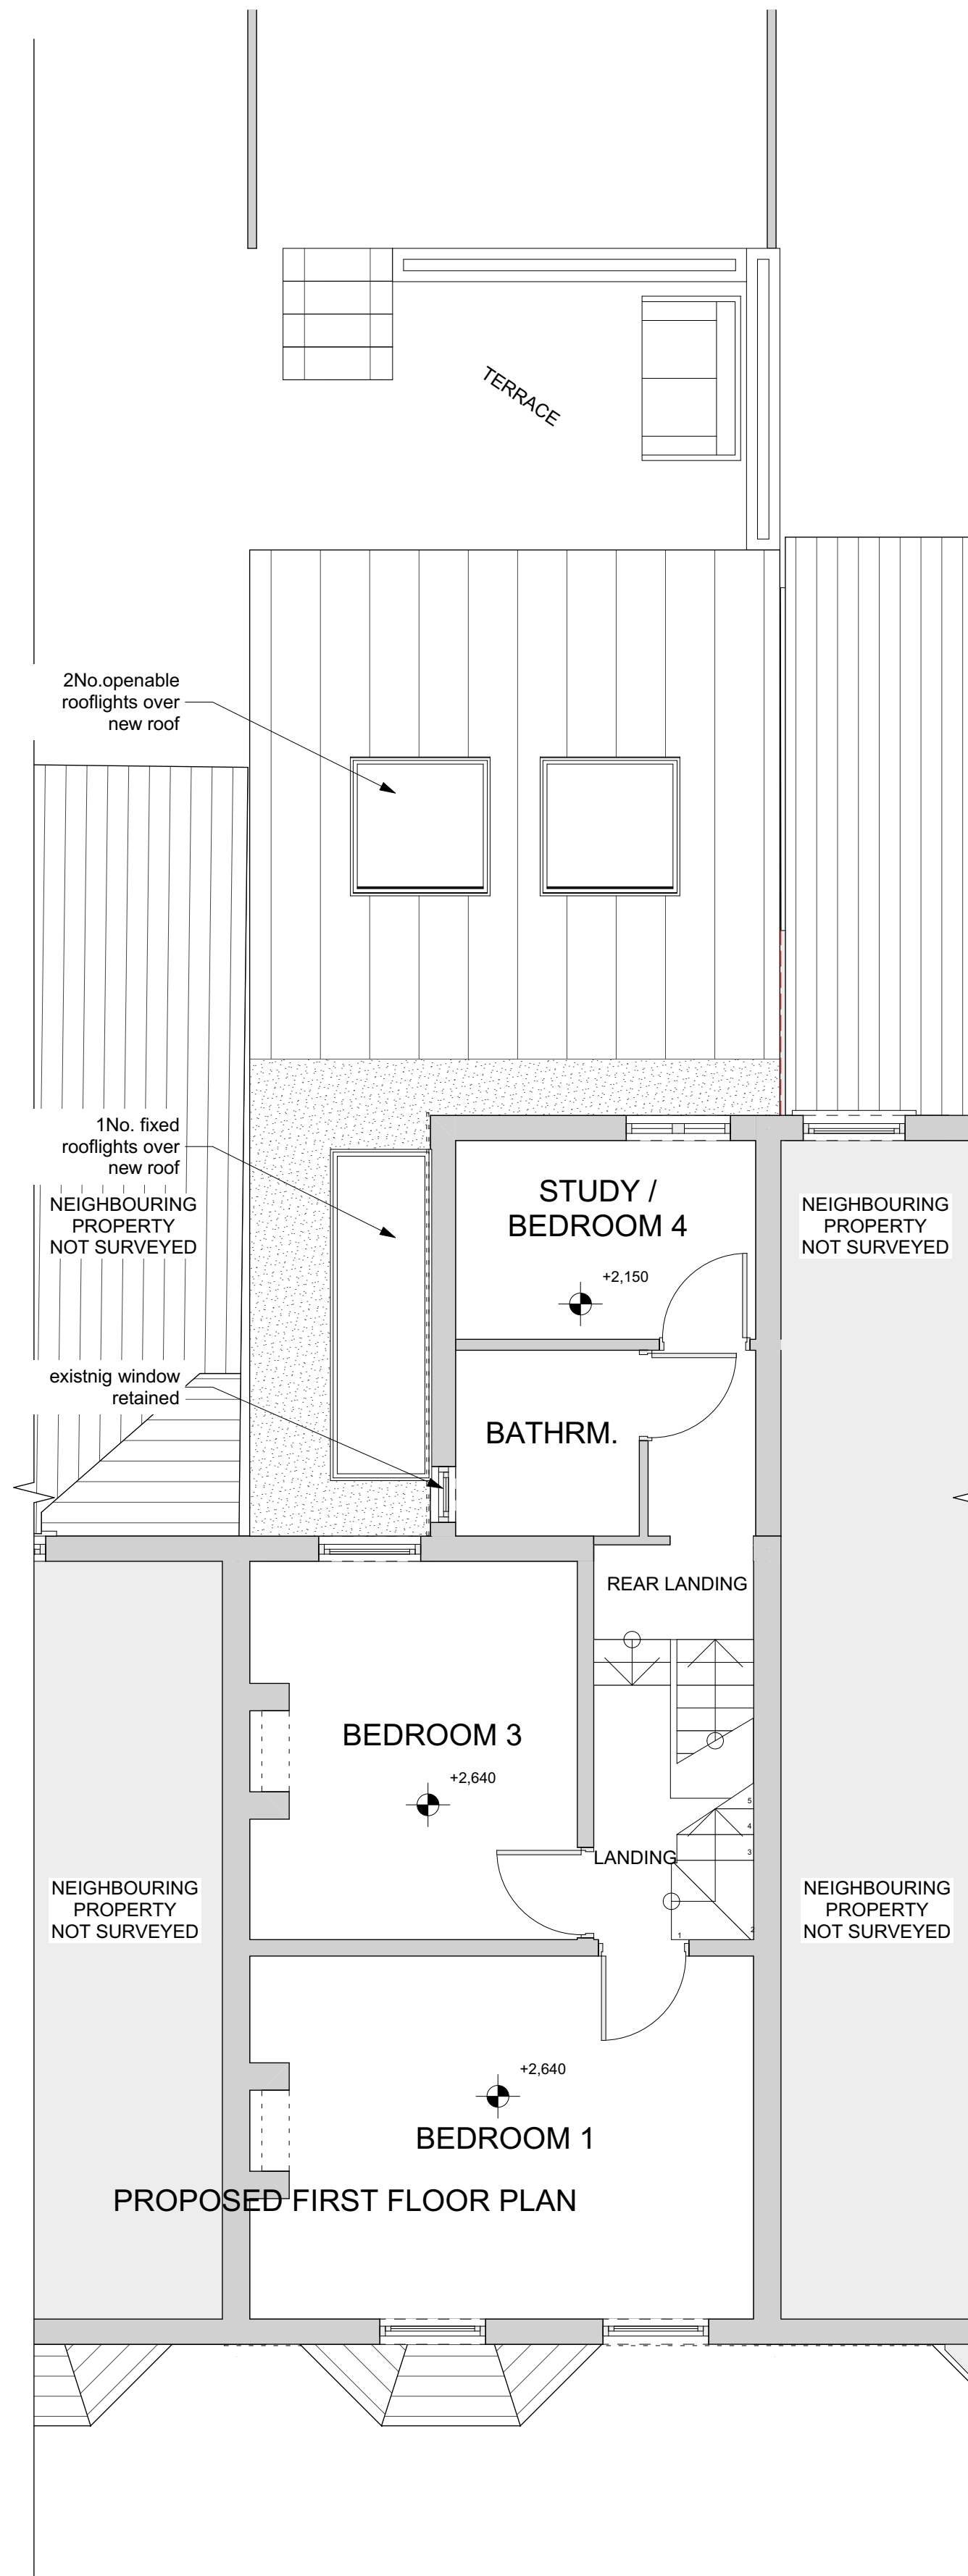 TERRACE
2No.openable
rooflights over
new roof
1No. fixed
rooflights over
new roof
NEIGHBOURING
PROPERTY
NOT SURVEYED
STUDY /
BEDROOM 4
+2,150
NEIGHBOURING
PROPERTY
NOT SURVEYED
existnig window
retained
BATHRM.
REAR LANDING
BEDROOM 3
+2,640
5
4
3
LANDING
2
1
NEIGHBOURING
PROPERTY
NOT SURVEYED
NEIGHBOURING
PROPERTY
NOT SURVEYED
+2,640
BEDROOM 1
PROPOSED FIRST FLOOR PLAN